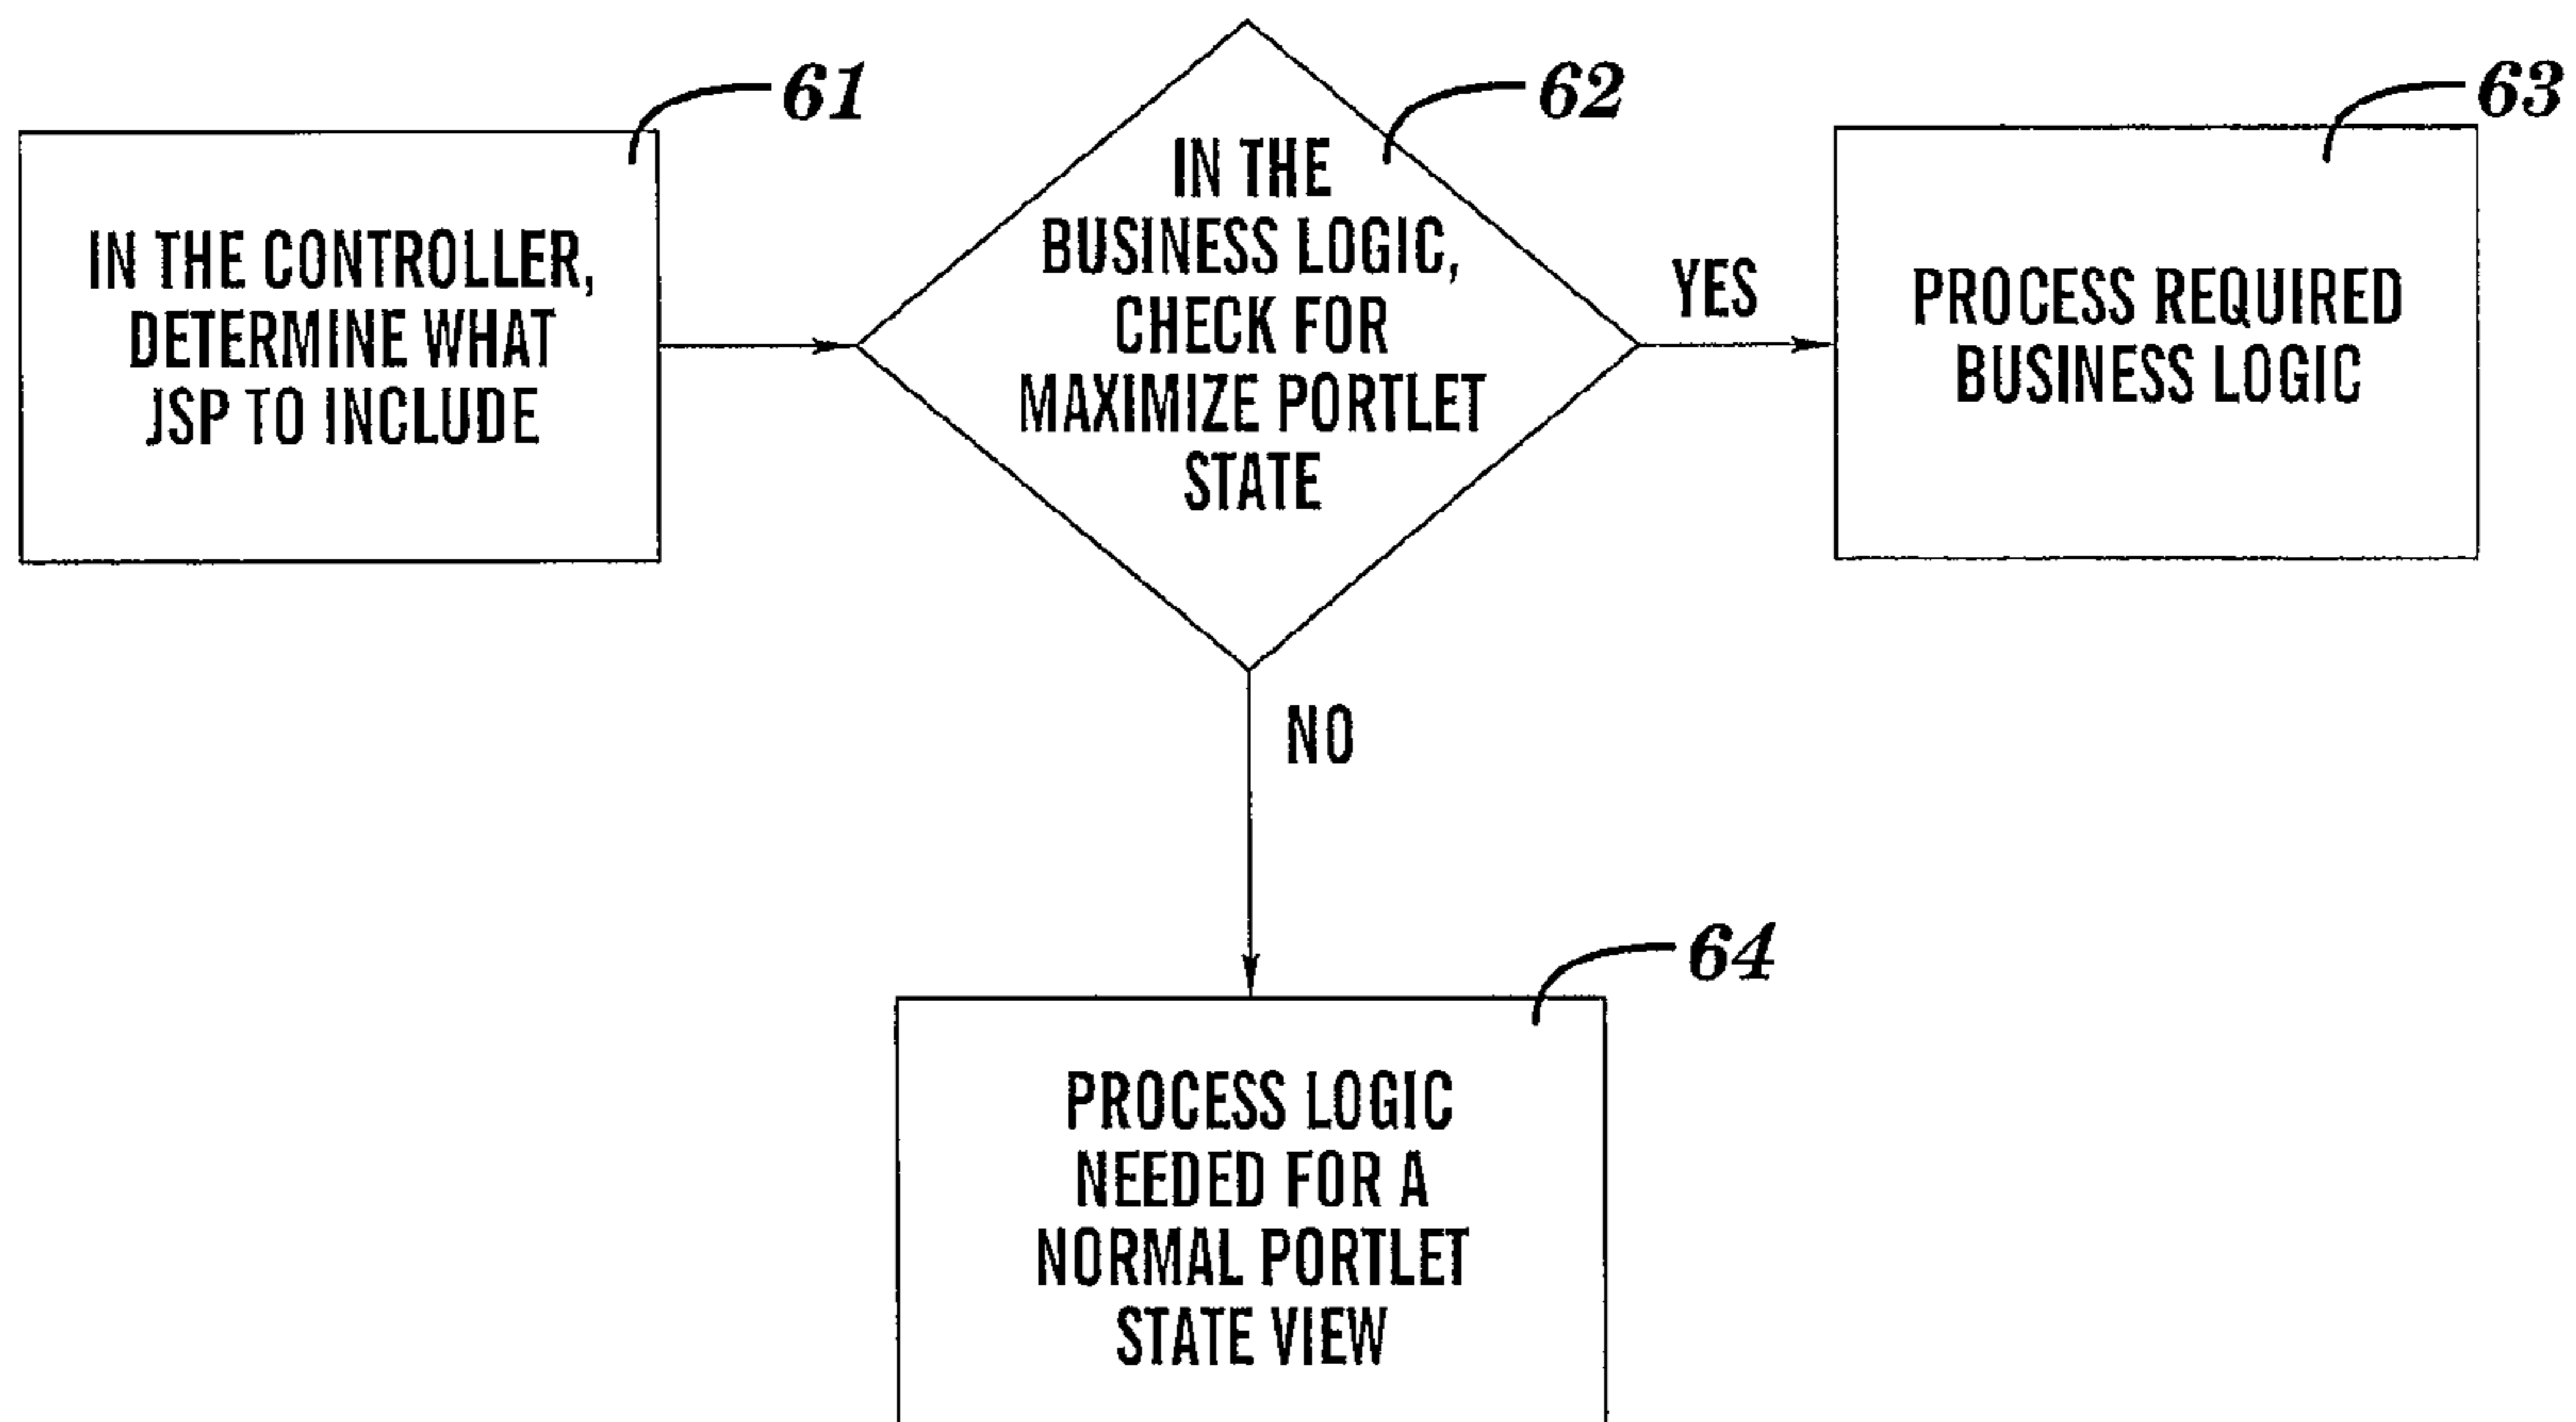 61
IN THE CONTROLLER,
DETERMINE WHAT
JSP TO INCLUDE
62
IN THE
BUSINESS LOGIC,
CHECK FOR
MAXIMIZE PORTLET
STATE
YES
63
PROCESS REQUIRED
BUSINESS LOGIC
NO
64
PROCESS LOGIC
NEEDED FOR A
NORMAL PORTLET
STATE VIEW